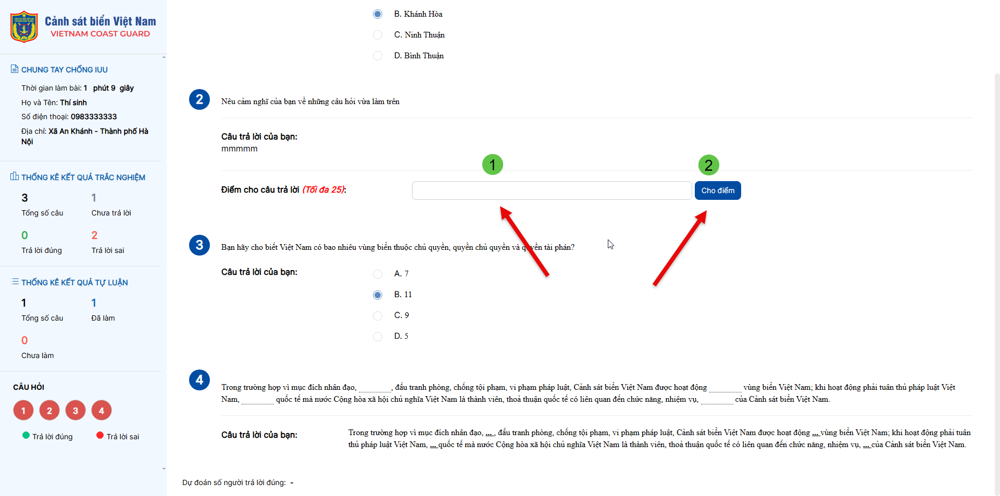 Cảnh sát biển Việt Nam
VIETNAM COAST GUARD
CHUNG TAY CHỐNG IUU
Thời gian làm bài: 1 phút 9 giây
Họ và Tên: Thí sinh
Số điện thoại: 0983333333
Địa chỉ: Xã An Khánh - Thành phố Hà
Nội
THỐNG KÊ KẾT QUẢ TRẮC NGHIỆM
3 1
Tổng số câu Chưa trả lời
0 2
Trả lời đúng Trả lời sai
THỐNG KÊ KẾT QUẢ TỰ LUẬN
1 1
Tổng số câu Đã làm
0
Chưa làm
CÂU HỎI
1 2 3 4
Trả lời đúng Trả lời sai
B. Khánh Hòa
C. Ninh Thuận
D. Bình Thuận
2 Nêu cảm nghĩ của bạn về những câu hỏi vừa làm trên
Câu trả lời của bạn:
mmmmm
1 2
Điểm cho câu trả lời (Tối đa 25): Cho điểm
3 Bạn hãy cho biết Việt Nam có bao nhiêu vùng biển thuộc chủ quyền, quyền chủ quyền và quyền tài phán?
Câu trả lời của bạn: A. 7
B. 11
C. 9
D. 5
4 Trong trường hợp vì mục đích nhân đạo, ........, đấu tranh phòng, chống tội phạm, vi phạm pháp luật, Cảnh sát biển Việt Nam được hoạt động ........ vùng biển Việt Nam; khi hoạt động phải tuân thủ pháp luật Việt
Nam, ........ quốc tế mà nước Cộng hòa xã hội chủ nghĩa Việt Nam là thành viên, thoả thuận quốc tế có liên quan đến chức năng, nhiệm vụ, ........ của Cảnh sát biển Việt Nam.
Câu trả lời của bạn: Trong trường hợp vì mục đích nhân đạo, ... , đấu tranh phòng, chống tội phạm, vi phạm pháp luật, Cảnh sát biển Việt Nam được hoạt động ... vùng biển Việt Nam; khi hoạt động phải tuân
thủ pháp luật Việt Nam, ... quốc tế mà nước Cộng hòa xã hội chủ nghĩa Việt Nam là thành viên, thoả thuận quốc tế có liên quan đến chức năng, nhiệm vụ, ... của Cảnh sát biển Việt Nam.
Dự đoán số người trả lời đúng: -